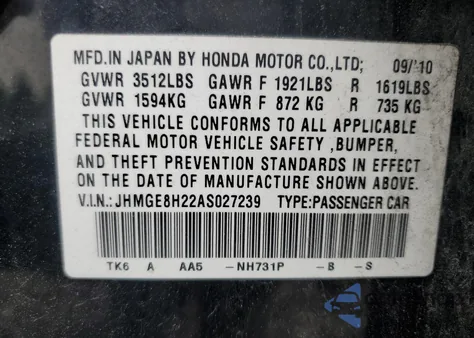 MFD.IN JAPAN BY HONDA MOTOR CO.,LTD; 09/'10
GVWR 3512LBS GAWR F 1921LBS R 1619LBS
GVWR 1594KG GAWR F 872 KG R 735 KG
THIS VEHICLE CONFORMS TO ALL APPLICABLE
FEDERAL MOTOR VEHICLE SAFETY ,BUMPER,
AND THEFT PREVENTION STANDARDS IN EFFECT
ON THE DATE OF MANUFACTURE SHOWN ABOVE.
V.I.N.:JHMGE8H22AS027239 TYPE:PASSENGER CAR
TK6 A AA5 -NH731P -B -S